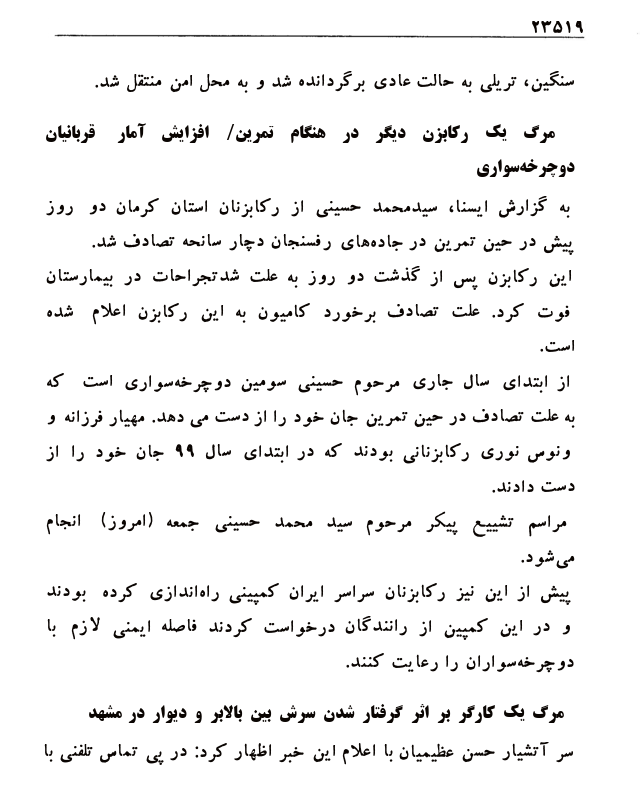 ۲۳۵۱۹
سنگین، تریلی به حالت عادی برگردانده شد و به محل امن منتقل شد.
مرگ یک رکابزن دیگر در هنگام تمرین/ افزایش آمار قربانیان
دوچرخه‌سواری
به گزارش ایسنا، سیدمحمد حسینی از رکابزنان استان کرمان دو روز
پیش در حین تمرین در جاده‌های رفسنجان دچار سانحه تصادف شد.
این رکابزن پس از گذشت دو روز به علت شدتجراحات در بیمارستان
فوت کرد. علت تصادف برخورد کامیون به این رکابزن اعلام شده
است.
از ابتدای سال جاری مرحوم حسینی سومین دوچرخه‌سواری است که
به علت تصادف در حین تمرین جان خود را از دست می دهد. مهیار فرزانه و
ونوس نوری رکابزنانی بودند که در ابتدای سال ۹۹ جان خود را از
دست دادند.
مراسم تشییع پیکر مرحوم سید محمد حسینی جمعه (امروز) انجام
می‌شود.
پیش از این نیز رکابزنان سراسر ایران کمپینی راه‌اندازی کرده بودند
و در این کمپین از رانندگان درخواست کردند فاصله ایمنی لازم با
دوچرخه‌سواران را رعایت کنند.
مرگ یک کارگر بر اثر گرفتار شدن سرش بین بالابر و دیوار در مشهد
سر آتشیار حسن عظیمیان با اعلام این خبر اظهار کرد: در پی تماس تلفنی با